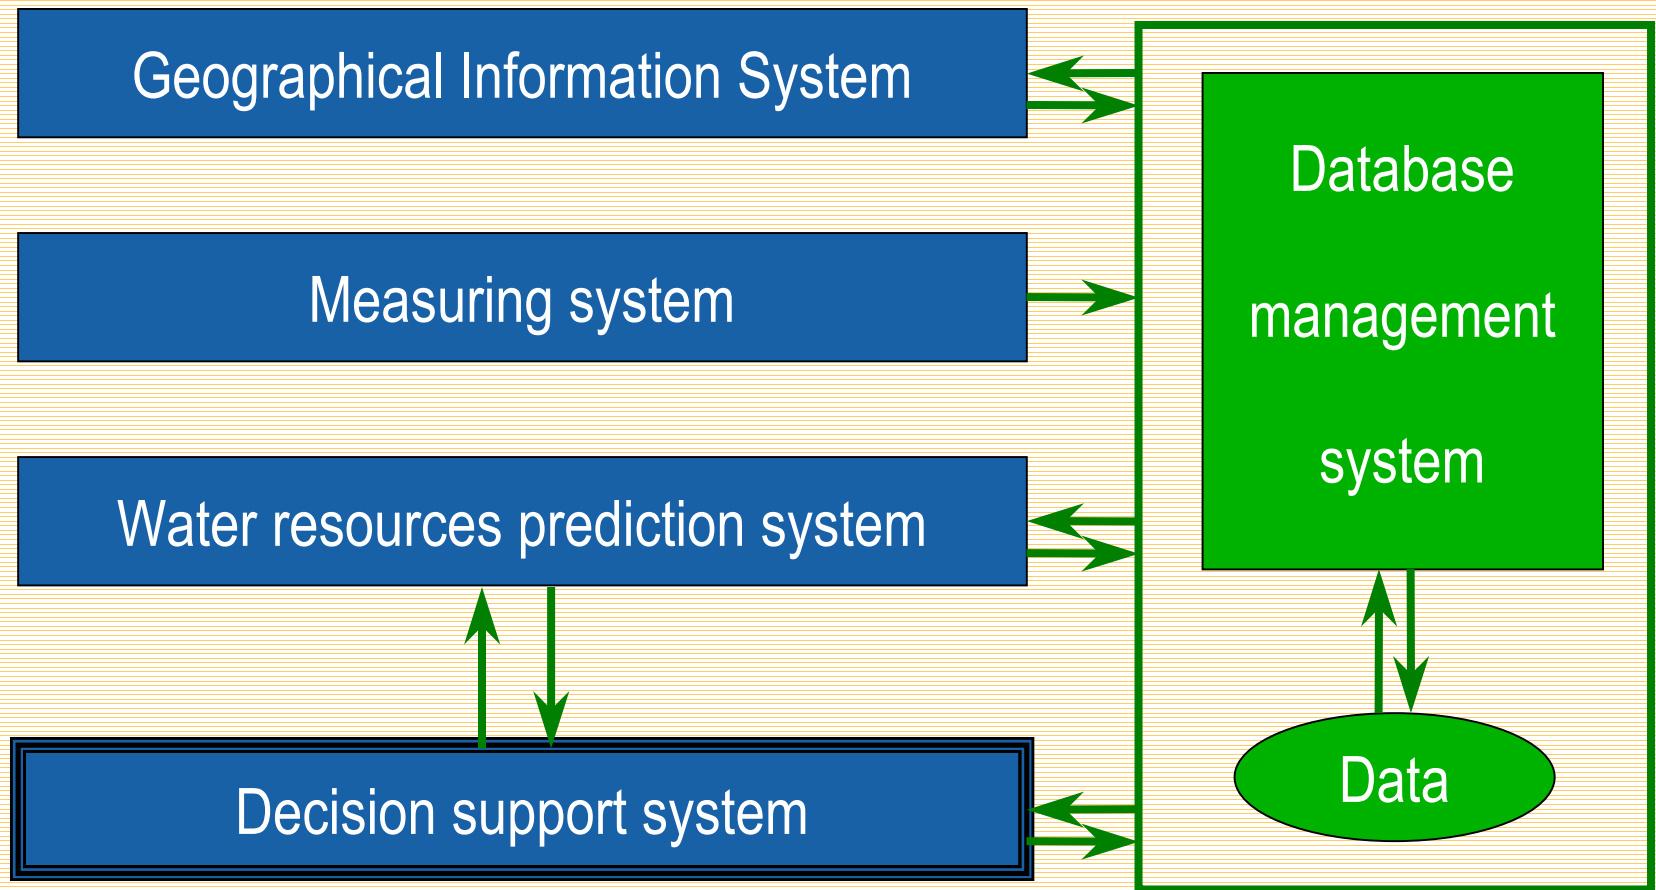 Geographical Information System
Measuring system
Water resources prediction system
Decision support system
Database
management
system
Data